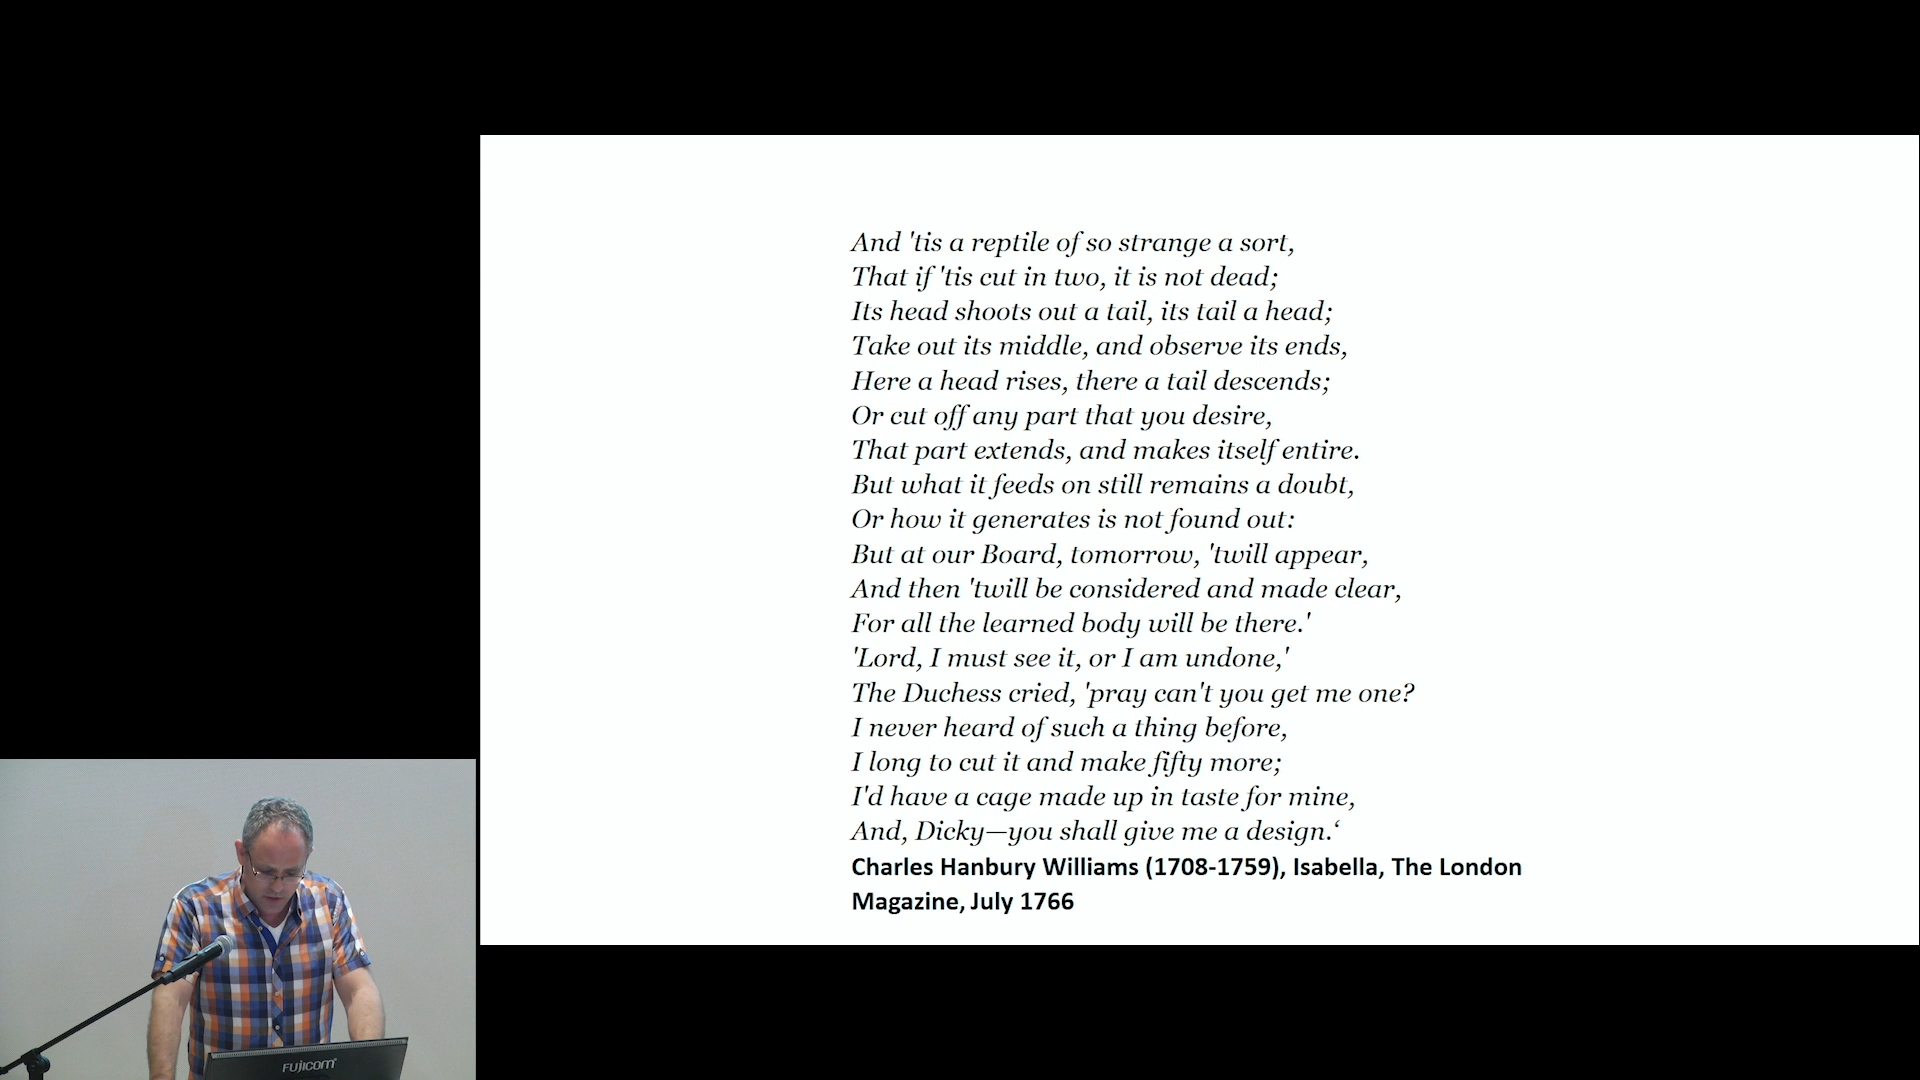 And 'tis a reptile of so strange a sort,
That if 'tis cut in two, it is not dead;
Its head shoots out a tail, its tail a head;
Take out its middle, and observe its ends,
Here a head rises, there a tail descends;
Or cut off any part that you desire,
That part extends, and makes itself entire.
But what it feeds on still remains a doubt,
Or how it generates is not found out:
But at our Board, tomorrow, 'twill appear,
And then 'twill be considered and made clear,
For all the learned body will be there.'
'Lord, I must see it, or I am undone,'
The Duchess cried, 'pray can't you get me one?
I never heard of such a thing before,
I long to cut it and make fifty more;
I'd have a cage made up in taste for mine,
And, Dicky—you shall give me a design.‘
Charles Hanbury Williams (1708-1759), Isabella, The London
Magazine, July 1766
FUJICOM